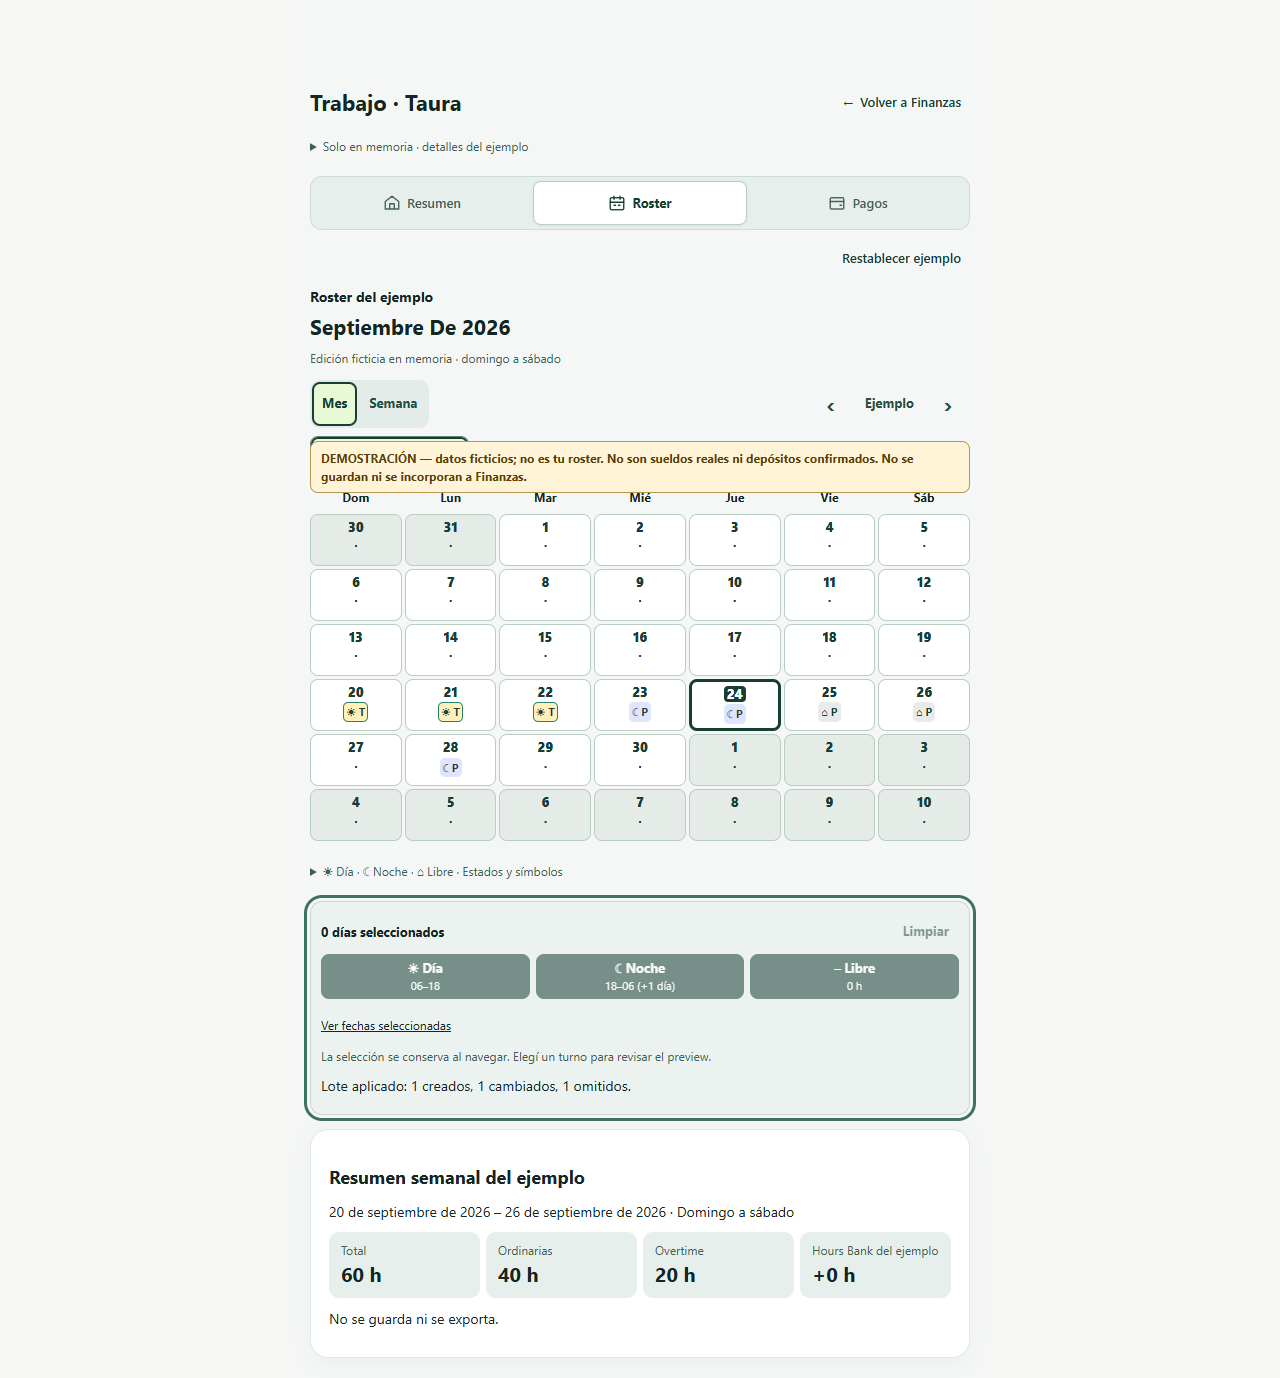 Trabajo · Taura
← Volver a Finanzas
▶ Solo en memoria · detalles del ejemplo
Resumen
Roster
Pagos
Restablecer ejemplo
Roster del ejemplo
Septiembre De 2026
Edición ficticia en memoria · domingo a sábado
Mes
Semana
‹
Ejemplo
›
DEMOSTRACIÓN — datos ficticios; no es tu roster. No son sueldos reales ni depósitos confirmados. No se
guardan ni se incorporan a Finanzas.
Dom Lun Mar Mié Jue Vie Sáb
30 31 1 2 3 4 5
· · · · · · ·
6 7 8 9 10 11 12
· · · · · · ·
13 14 15 16 17 18 19
· · · · · · ·
20 21 22 23 24 25 26
☀ T ☀ T ☀ T ☾ P ☾ P ⌂ P ⌂ P
27 28 29 30 1 2 3
· ☾ P · · · · ·
4 5 6 7 8 9 10
· · · · · · ·
▶ ☀ Día · ☾ Noche · ⌂ Libre · Estados y símbolos
0 días seleccionados
Limpiar
☀ Día
06–18
☾ Noche
18–06 (+1 día)
– Libre
0 h
Ver fechas seleccionadas
La selección se conserva al navegar. Elegí un turno para revisar el preview.
Lote aplicado: 1 creados, 1 cambiados, 1 omitidos.
Resumen semanal del ejemplo
20 de septiembre de 2026 – 26 de septiembre de 2026 · Domingo a sábado
Total
60 h
Ordinarias
40 h
Overtime
20 h
Hours Bank del ejemplo
+0 h
No se guarda ni se exporta.